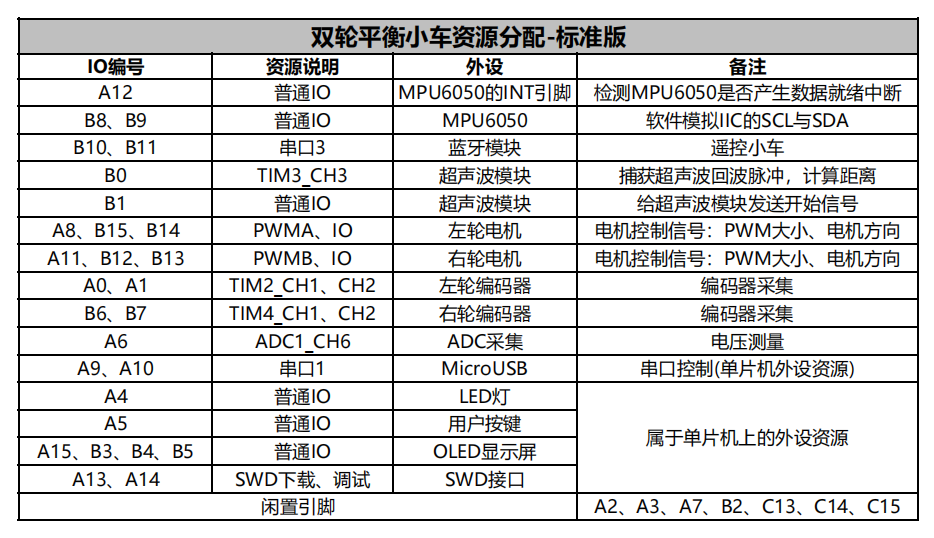 双轮平衡小车资源分配-标准版
IO编号 资源说明 外设 备注
A12 普通IO MPU6050的INT引脚 检测MPU6050是否产生数据就绪中断
B8、B9 普通IO MPU6050 软件模拟IIC的SCL与SDA
B10、B11 串口3 蓝牙模块 遥控小车
B0 TIM3_CH3 超声波模块 捕获超声波回波脉冲，计算距离
B1 普通IO 超声波模块 给超声波模块发送开始信号
A8、B15、B14 PWMA、IO 左轮电机 电机控制信号：PWM大小、电机方向
A11、B12、B13 PWMB、IO 右轮电机 电机控制信号：PWM大小、电机方向
A0、A1 TIM2_CH1、CH2 左轮编码器 编码器采集
B6、B7 TIM4_CH1、CH2 右轮编码器 编码器采集
A6 ADC1_CH6 ADC采集 电压测量
A9、A10 串口1 MicroUSB 串口控制(单片机外设资源)
A4 普通IO LED灯
A5 普通IO 用户按键
属于单片机上的外设资源
A15、B3、B4、B5 普通IO OLED显示屏
A13、A14 SWD下载、调试 SWD接口
闲置引脚 A2、A3、A7、B2、C13、C14、C15